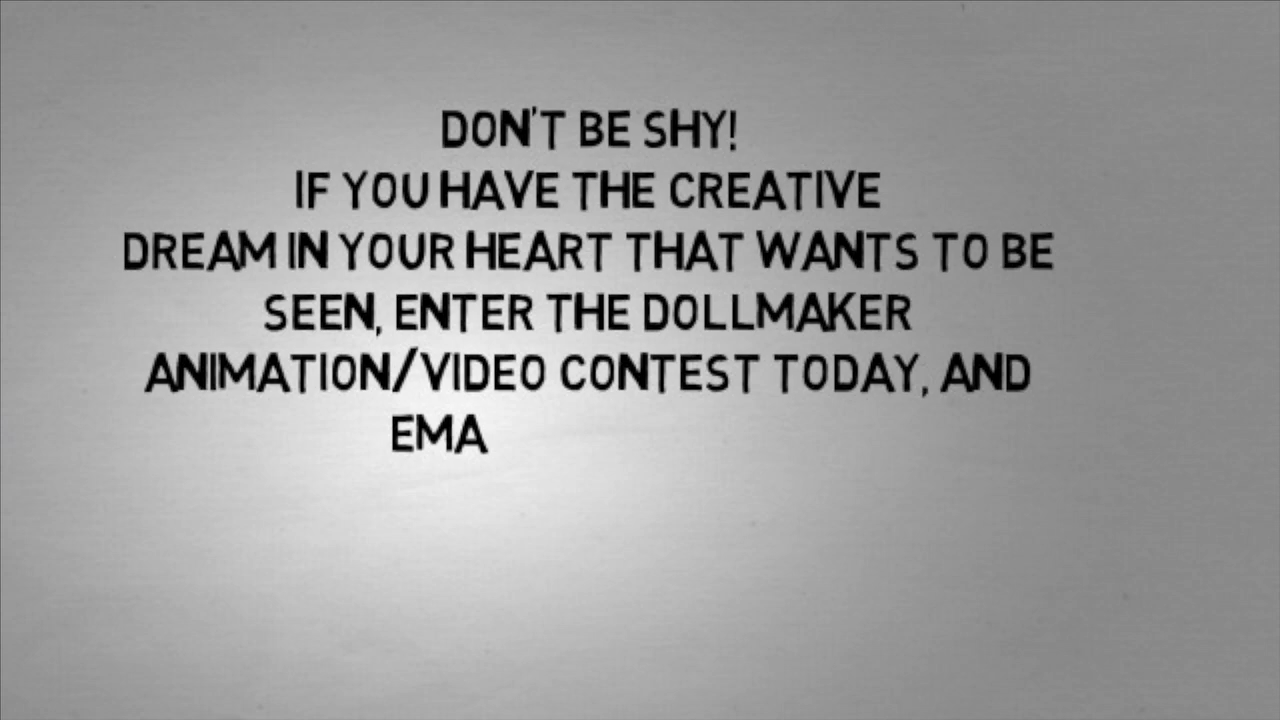 DON'T BE SHY!
IF YOU HAVE THE CREATIVE
DREAM IN YOUR HEART THAT WANTS TO BE
SEEN, ENTER THE DOLLMAKER
ANIMATION/VIDEO CONTEST TODAY, AND
EMA